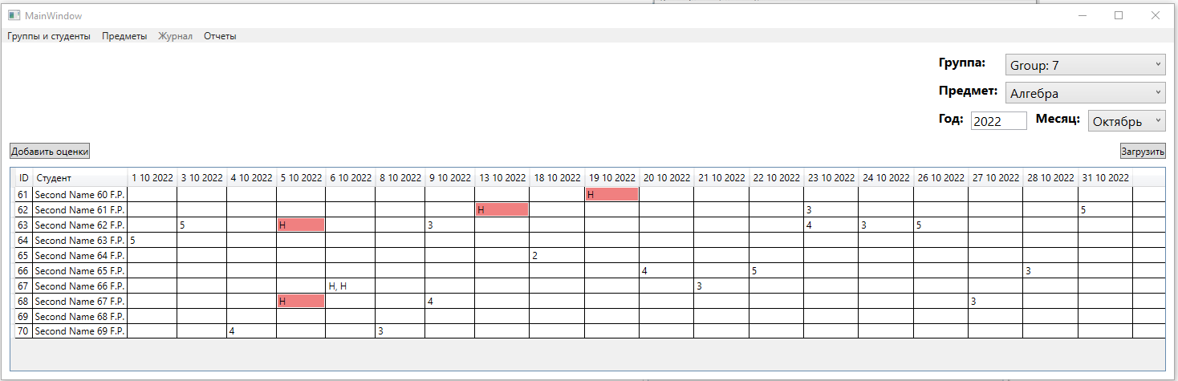 MainWindow
Группы и студенты Предметы Журнал Отчеты
Группа: Group: 7
Предмет: Алгебра
Год: 2022 Месяц: Октябрь
Добавить оценки Загрузить
ID Студент 1 10 2022 3 10 2022 4 10 2022 5 10 2022 6 10 2022 8 10 2022 9 10 2022 13 10 2022 18 10 2022 19 10 2022 20 10 2022 21 10 2022 22 10 2022 23 10 2022 24 10 2022 26 10 2022 27 10 2022 28 10 2022 31 10 2022
61 Second Name 60 F.P. Н
62 Second Name 61 F.P. Н 3 5
63 Second Name 62 F.P. 5 Н 3 4 3 5
64 Second Name 63 F.P. 5
65 Second Name 64 F.P. 2
66 Second Name 65 F.P. 4 5 3
67 Second Name 66 F.P. Н, Н 3
68 Second Name 67 F.P. Н 4 3
69 Second Name 68 F.P.
70 Second Name 69 F.P. 4 3